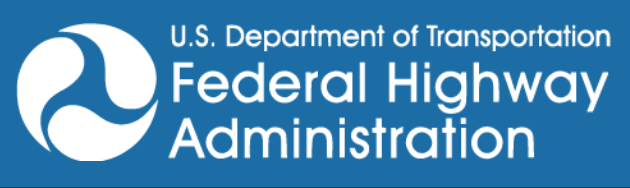 U.S. Department of Transportation
Federal Highway
Administration